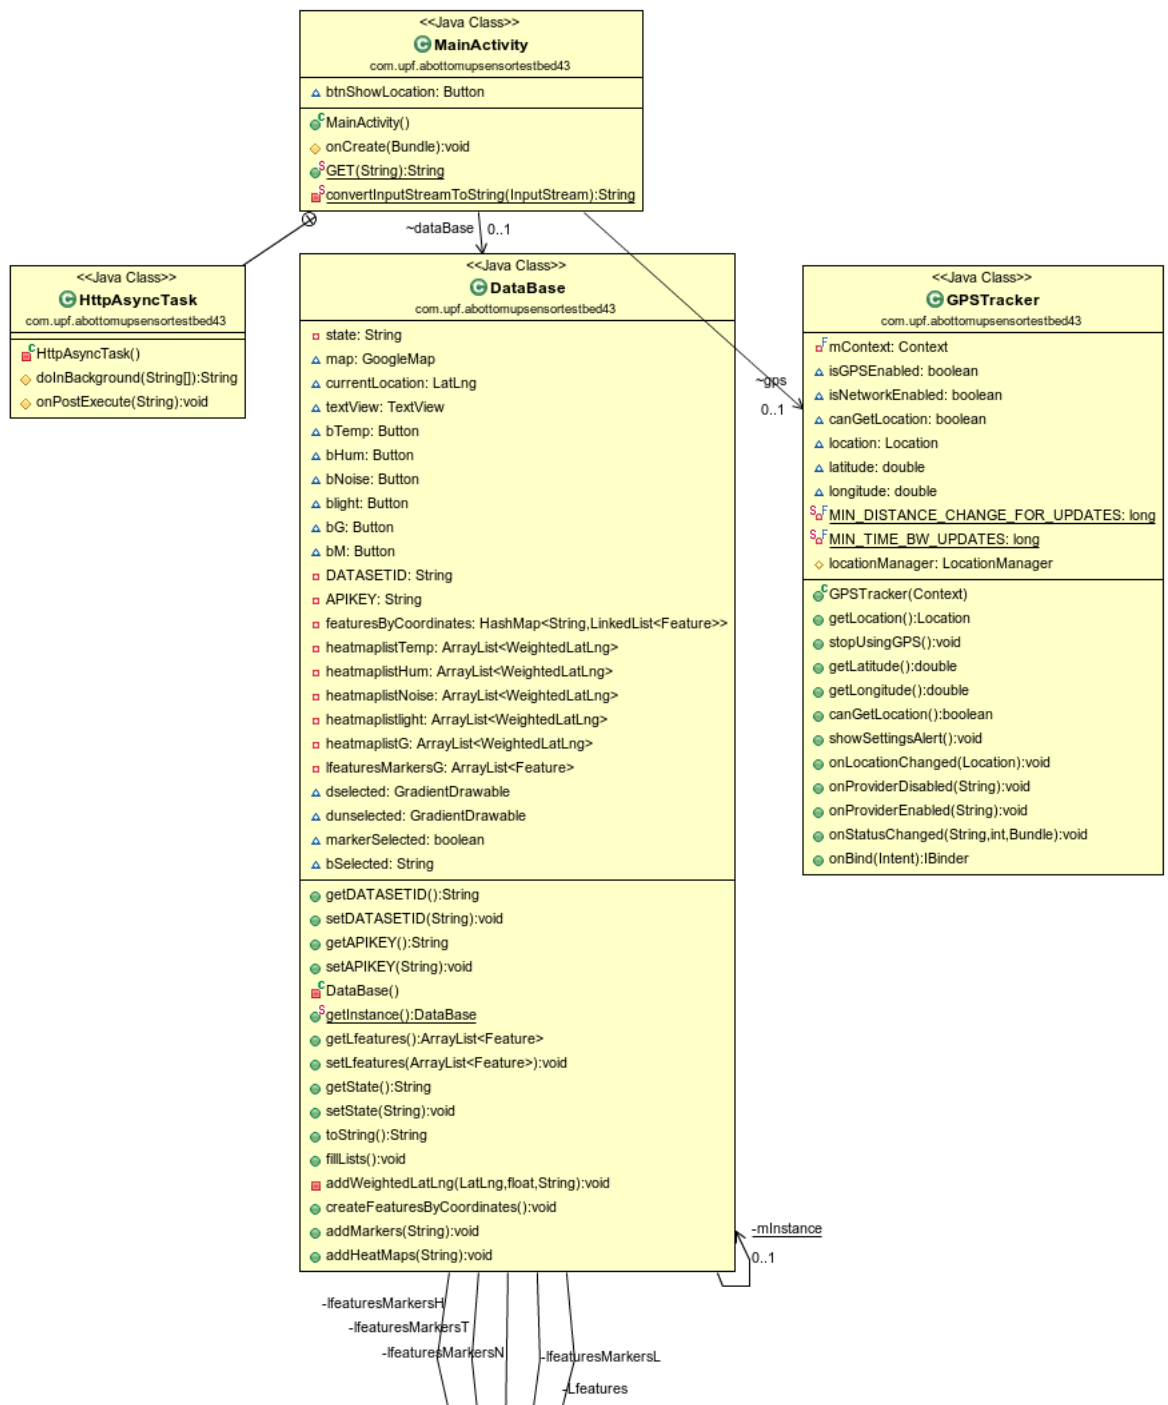 <<Java Class>>
MainActivity
com.upf.abottomupsensortestbed43
btnShowLocation: Button
MainActivity()
onCreate(Bundle):void
GET(String):String
convertInputStreamToString(InputStream):String
~dataBase
0..1
<<Java Class>>
HttpAsyncTask
com.upf.abottomupsensortestbed43
HttpAsyncTask()
doInBackground(String[]):String
onPostExecute(String):void
<<Java Class>>
DataBase
com.upf.abottomupsensortestbed43
state: String
map: GoogleMap
currentLocation: LatLng
textView: TextView
bTemp: Button
bHum: Button
bNoise: Button
blight: Button
bG: Button
bM: Button
DATASETID: String
APIKEY: String
featuresByCoordinates: HashMap<String,LinkedList<Feature>>
heatmaplistTemp: ArrayList<WeightedLatLng>
heatmaplistHum: ArrayList<WeightedLatLng>
heatmaplistNoise: ArrayList<WeightedLatLng>
heatmaplistlight: ArrayList<WeightedLatLng>
heatmaplistG: ArrayList<WeightedLatLng>
lfeaturesMarkersG: ArrayList<Feature>
dselected: GradientDrawable
dunselected: GradientDrawable
markerSelected: boolean
bSelected: String
getDATASETID():String
setDATASETID(String):void
getAPIKEY():String
setAPIKEY(String):void
DataBase()
getInstance():DataBase
getLfeatures():ArrayList<Feature>
setLfeatures(ArrayList<Feature>):void
getState():String
setState(String):void
toString():String
fillLists():void
addWeightedLatLng(LatLng,float,String):void
createFeaturesByCoordinates():void
addMarkers(String):void
addHeatMaps(String):void
~gps
0..1
<<Java Class>>
GPSTracker
com.upf.abottomupsensortestbed43
mContext: Context
isGPSEnabled: boolean
isNetworkEnabled: boolean
canGetLocation: boolean
location: Location
latitude: double
longitude: double
MIN_DISTANCE_CHANGE_FOR_UPDATES: long
MIN_TIME_BW_UPDATES: long
locationManager: LocationManager
GPSTracker(Context)
getLocation():Location
stopUsingGPS():void
getLatitude():double
getLongitude():double
canGetLocation():boolean
showSettingsAlert():void
onLocationChanged(Location):void
onProviderDisabled(String):void
onProviderEnabled(String):void
onStatusChanged(String,int,Bundle):void
onBind(Intent):IBinder
-mInstance
0..1
-lfeaturesMarkersH
-lfeaturesMarkersT
-lfeaturesMarkersN
-lfeaturesMarkersL
-Lfeatures